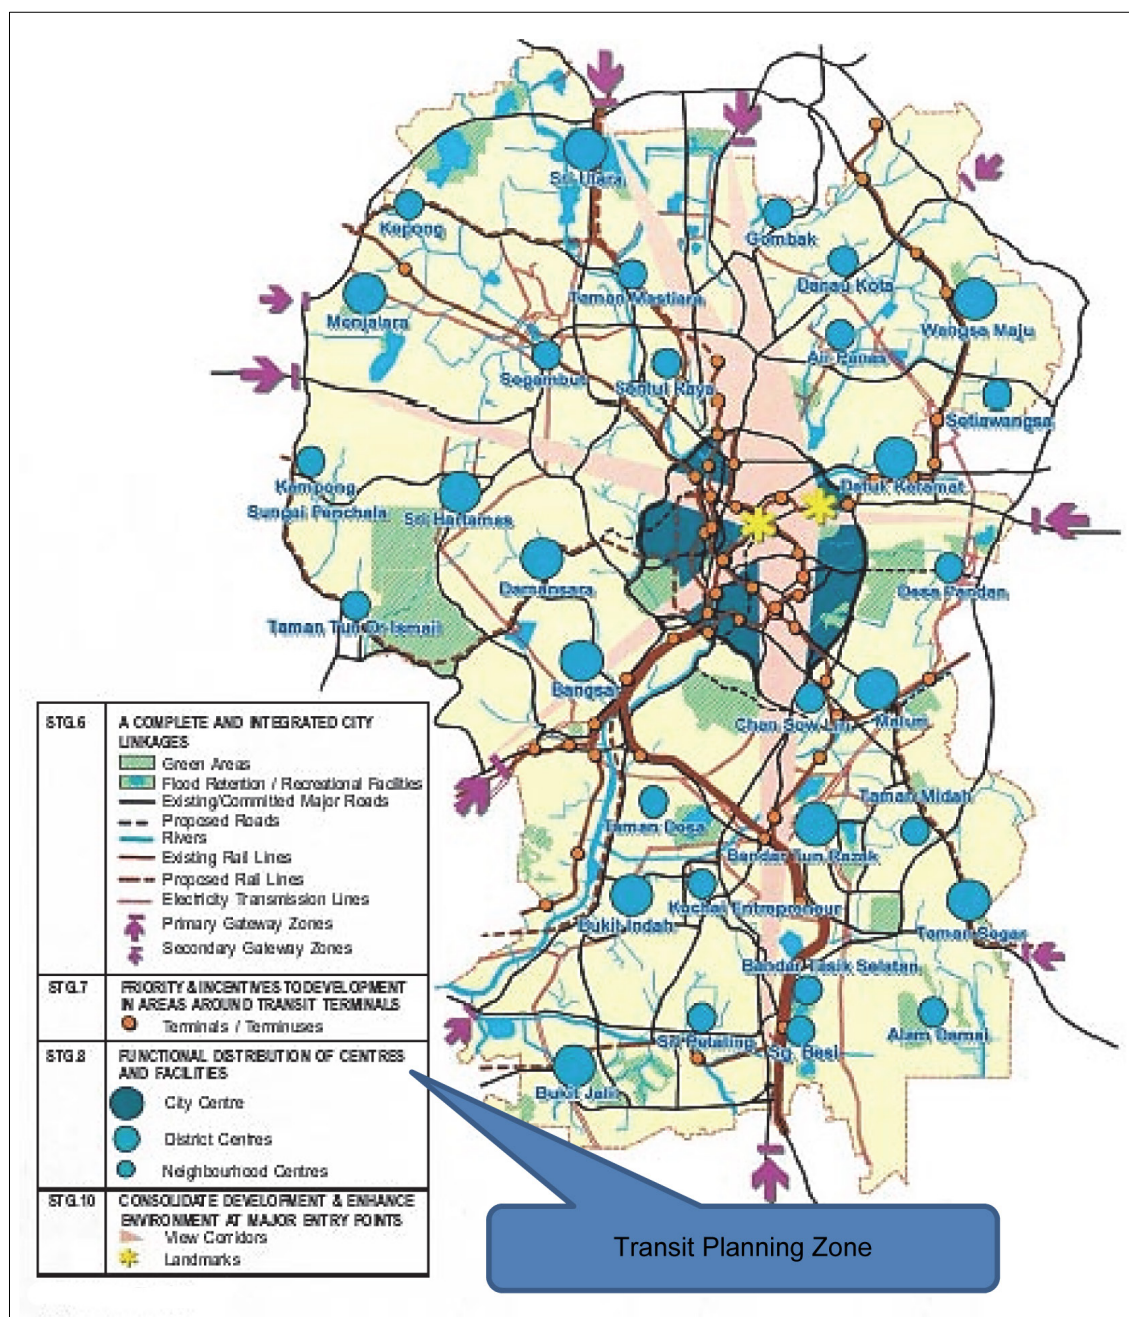 Sri Utara
Kepong
Gombak
Danau Kota
Taman Mastiara
Menjalara
Wangsa Maju
Air Panas
Segambut
Sentul Raya
Setiawangsa
Kampong
Sungai Penchala
Sri Hartamas
Datuk Keramat
Damansara
Desa Pandan
Taman Tun Dr Ismail
Bangsar
Chan Sow Lin
Maluri
Taman Midah
Taman Desa
Bandar Tun Razak
Kuchai Entrepreneur
Bukit Indah
Taman Segar
Bandar Tasik Selatan
Sri Petaling
Sg. Besi
Alam Damai
Bukit Jalil
STG.6 A COMPLETE AND INTEGRATED CITY
LINKAGES
Green Areas
Flood Retention / Recreational Facilities
Existing/Committed Major Roads
Proposed Roads
Rivers
Existing Rail Lines
Proposed Rail Lines
Electricity Transmission Lines
Primary Gateway Zones
Secondary Gateway Zones
STG.7 PRIORITY & INCENTIVES TO DEVELOPMENT
IN AREAS AROUND TRANSIT TERMINALS
Terminals / Terminuses
STG.8 FUNCTIONAL DISTRIBUTION OF CENTRES
AND FACILITIES
City Centre
District Centres
Neighbourhood Centres
STG.10 CONSOLIDATE DEVELOPMENT & ENHANCE
ENVIRONMENT AT MAJOR ENTRY POINTS
View Corridors
Landmarks
Transit Planning Zone